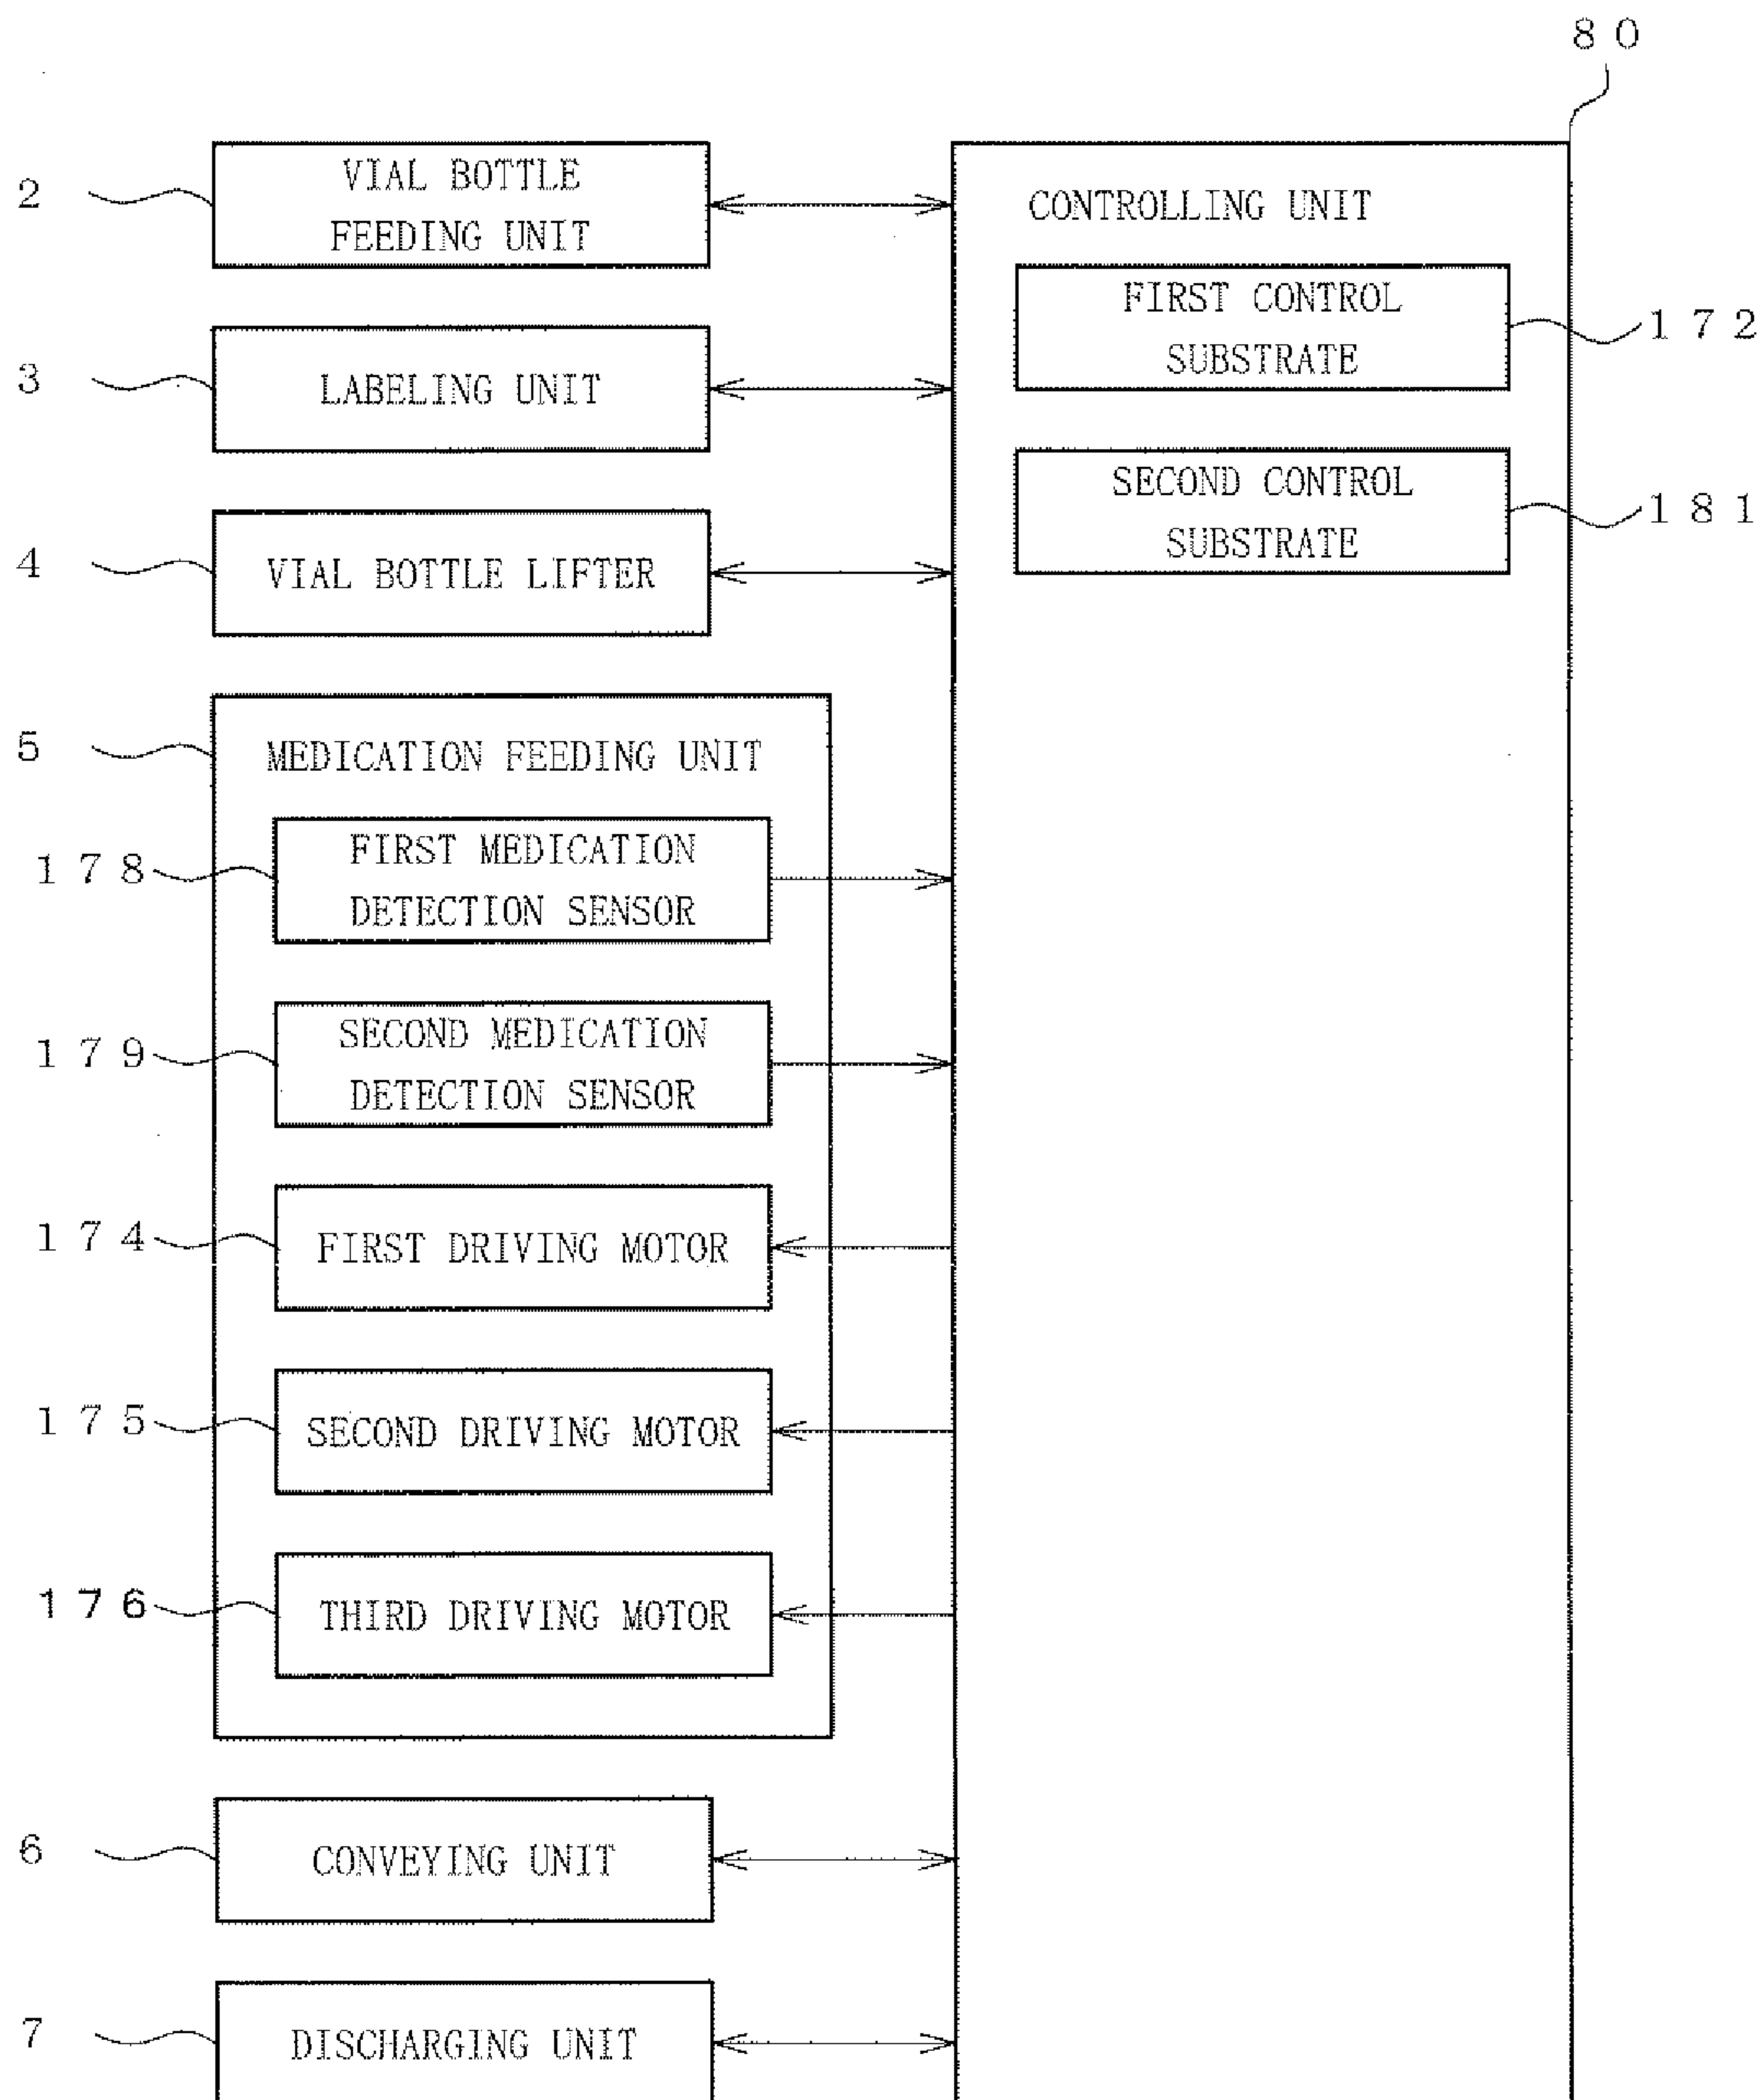 80
2
VIAL BOTTLE
FEEDING UNIT
CONTROLLING UNIT
FIRST CONTROL
SUBSTRATE
172
3
LABELING UNIT
SECOND CONTROL
SUBSTRATE
181
4
VIAL BOTTLE LIFTER
5
MEDICATION FEEDING UNIT
178
FIRST MEDICATION
DETECTION SENSOR
179
SECOND MEDICATION
DETECTION SENSOR
174
FIRST DRIVING MOTOR
175
SECOND DRIVING MOTOR
176
THIRD DRIVING MOTOR
6
CONVEYING UNIT
7
DISCHARGING UNIT